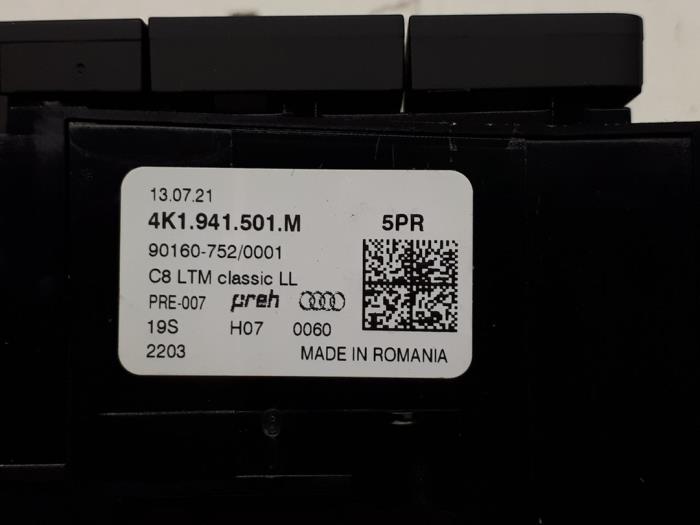 13.07.21
4K1.941.501.M 5PR
90160-752/0001
C8 LTM classic LL
PRE-007 preh
19S H07 0060
2203 MADE IN ROMANIA